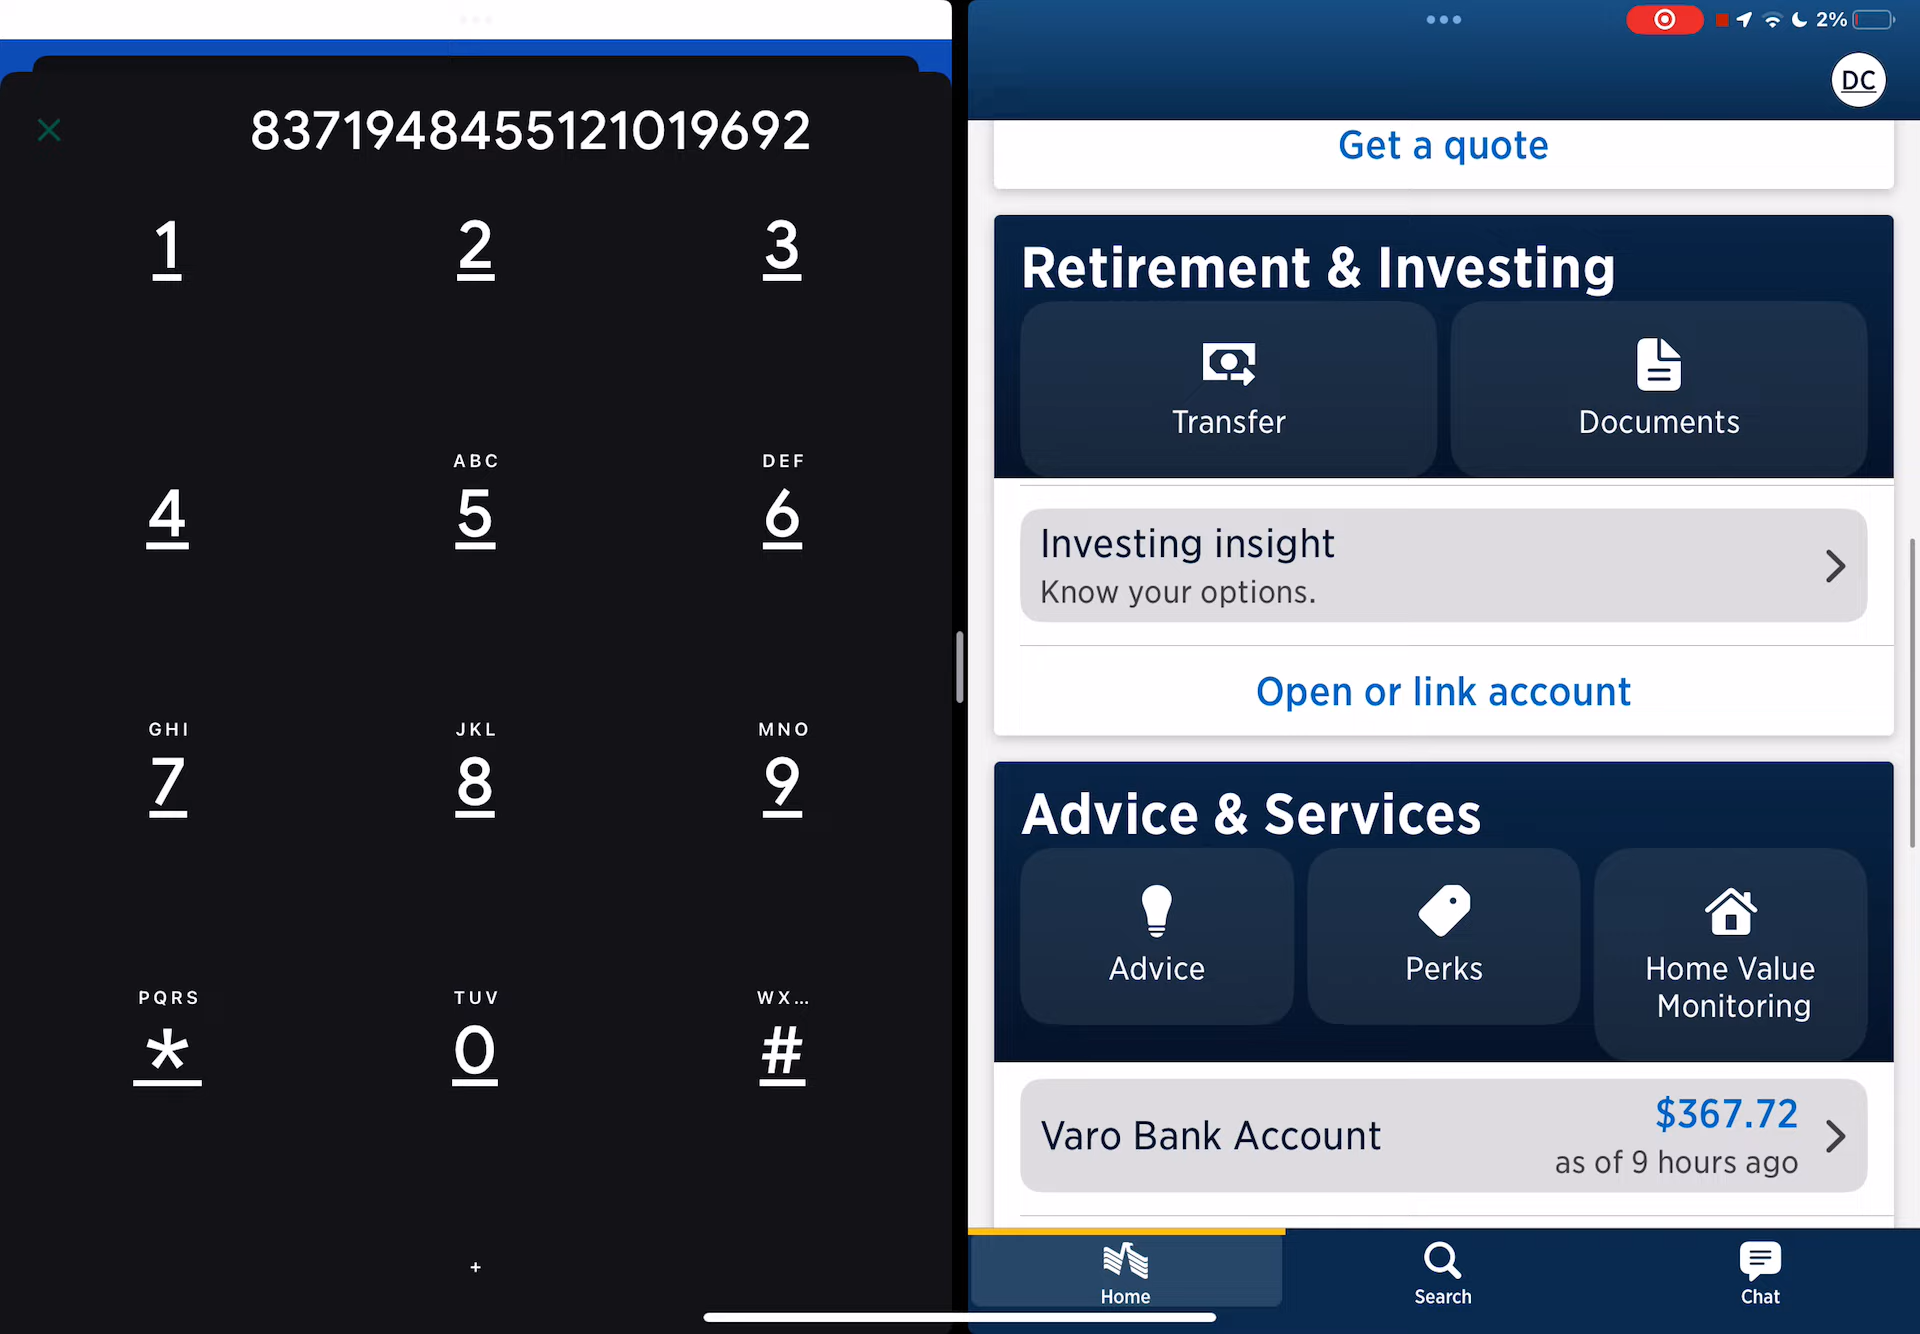 8371948455121019692
1
2
3
4
ABC
5
DEF
6
GHI
7
JKL
8
MNO
9
PQRS
*
TUV
0
WX...
#
+
2%
DC
Get a quote
Retirement & Investing
Transfer
Documents
Investing insight
Know your options.
Open or link account
Advice & Services
Advice
Perks
Home Value
Monitoring
Varo Bank Account
$367.72
as of 9 hours ago
Home
Search
Chat